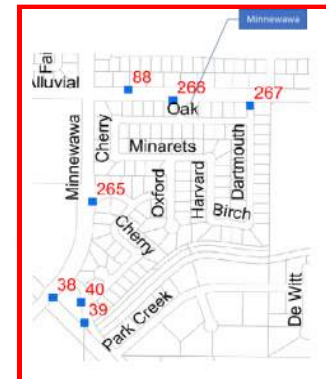 Minnewawa
Fai
Alluvial
88
266
267
Oak
Cherry
Minarets
Minnewawa
Dartmouth
265
Oxford
Harvard
Birch
Cherry
38
40
39
Park Creek
De Witt